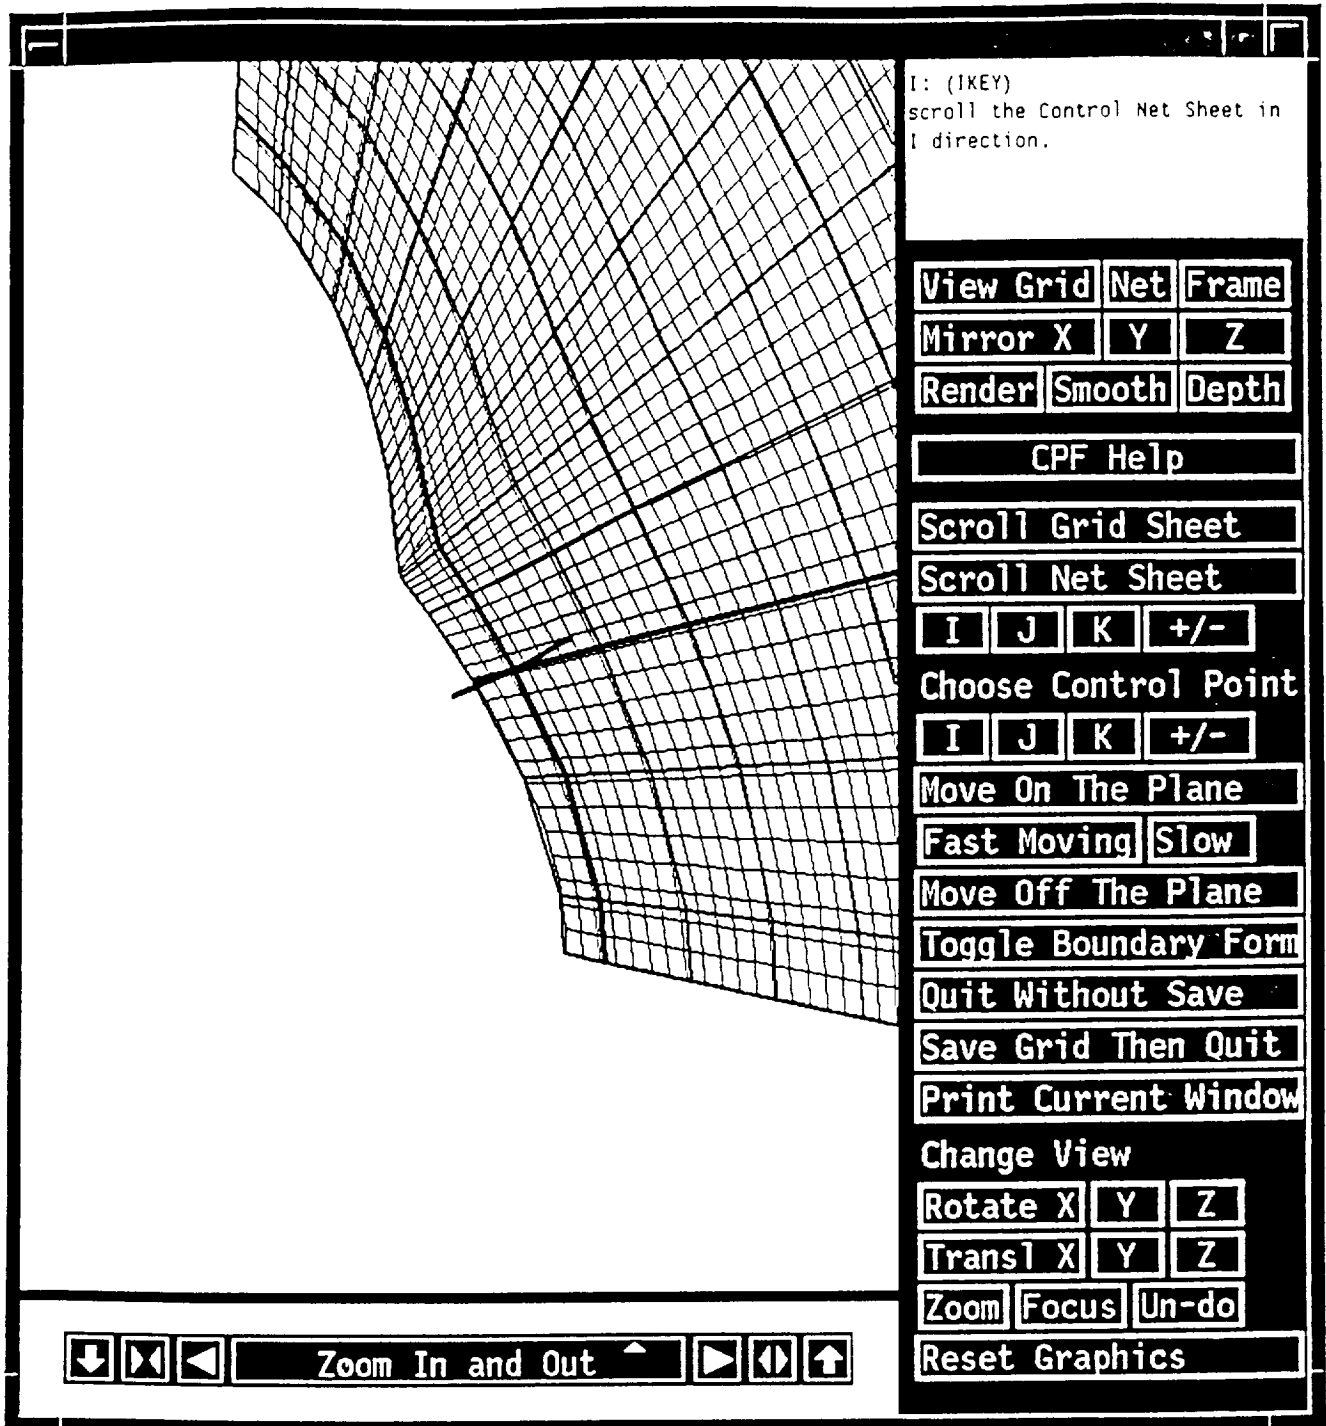 I: (IKEY)
scroll the Control Net Sheet in
I direction.
View Grid Net Frame
Mirror X Y Z
Render Smooth Depth
CPF Help
Scroll Grid Sheet
Scroll Net Sheet
I J K +/-
Choose Control Point
I J K +/-
Move On The Plane
Fast Moving Slow
Move Off The Plane
Toggle Boundary Form
Quit Without Save
Save Grid Then Quit
Print Current Window
Change View
Rotate X Y Z
Transl X Y Z
Zoom Focus Un-do
Reset Graphics
Zoom In and Out